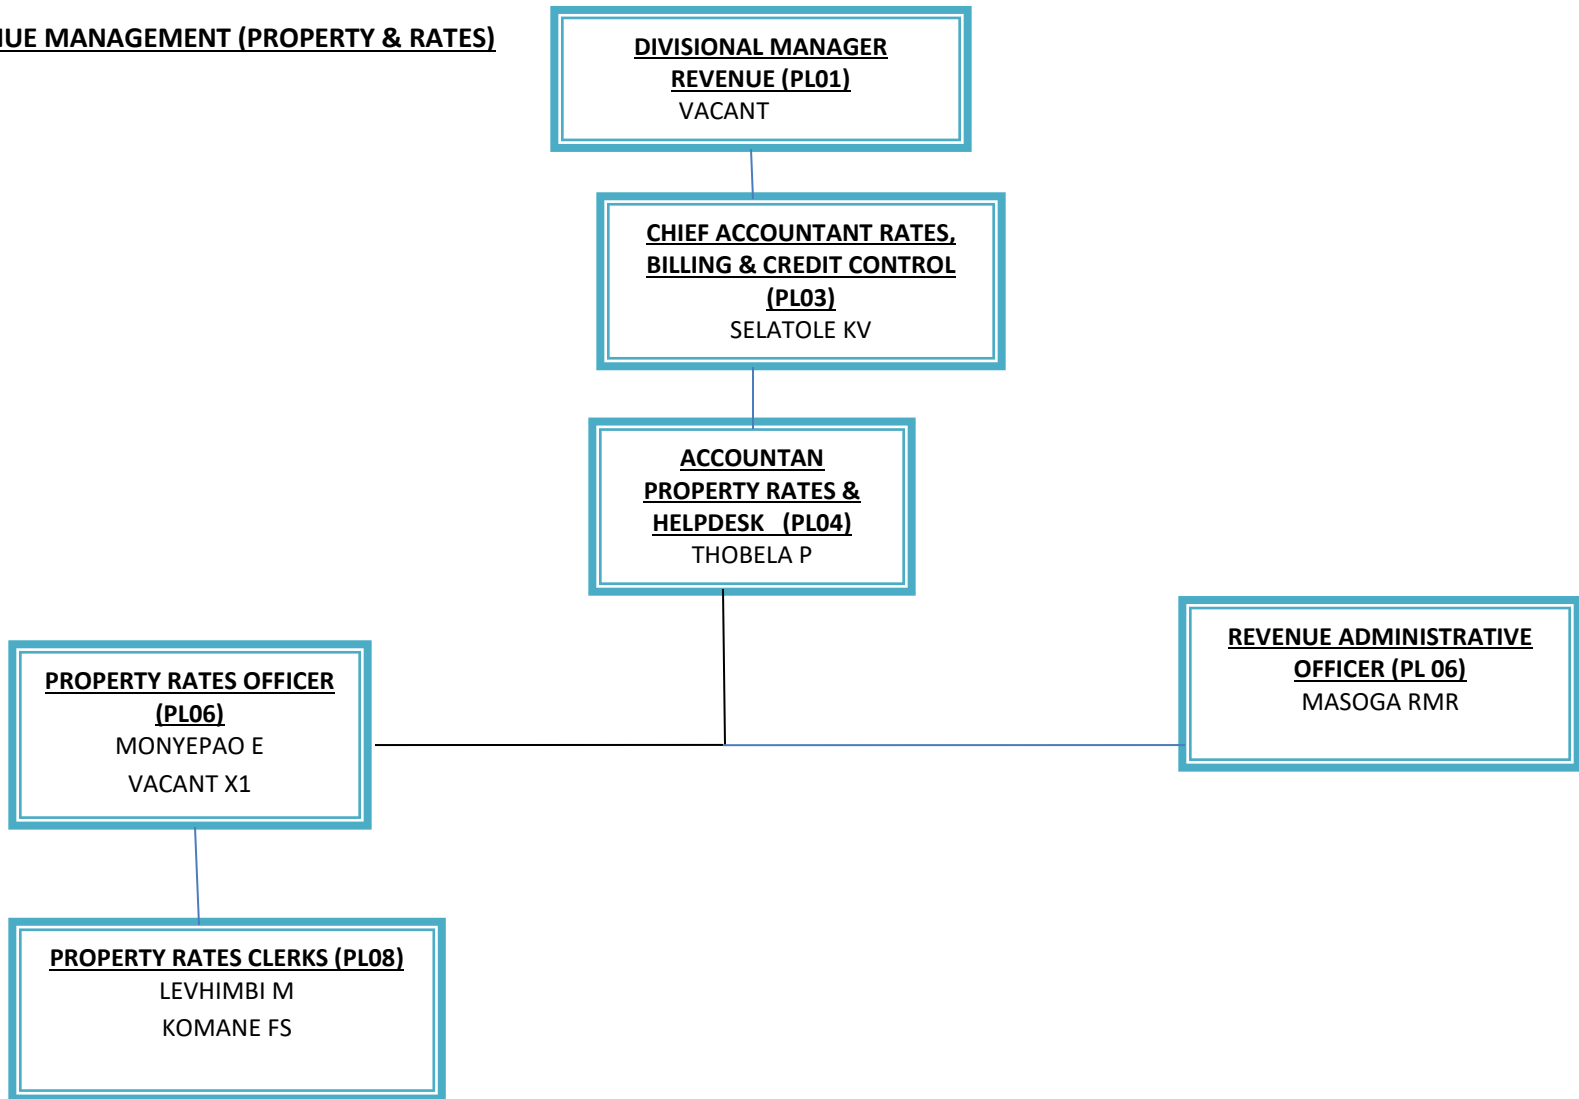 NUE MANAGEMENT (PROPERTY & RATES)
DIVISIONAL MANAGER
REVENUE (PL01)
VACANT
CHIEF ACCOUNTANT RATES,
BILLING & CREDIT CONTROL
(PL03)
SELATOLE KV
ACCOUNTAN
PROPERTY RATES &
HELPDESK (PL04)
THOBELA P
PROPERTY RATES OFFICER
(PL06)
MONYEPAO E
VACANT X1
REVENUE ADMINISTRATIVE
OFFICER (PL 06)
MASOGA RMR
PROPERTY RATES CLERKS (PL08)
LEVHIMBI M
KOMANE FS